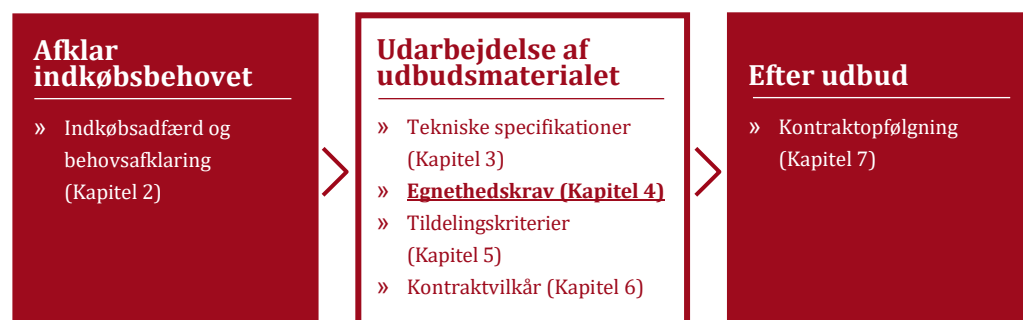 Afklar
indkøbsbehovet
» Indkøbsadfærd og
behovsafklaring
(Kapitel 2)
Udarbejdelse af
udbudsmaterialet
» Tekniske specifikationer
(Kapitel 3)
» Egnethedskrav (Kapitel 4)
» Tildelingskriterier
(Kapitel 5)
» Kontraktvilkår (Kapitel 6)
Efter udbud
» Kontraktopfølgning
(Kapitel 7)